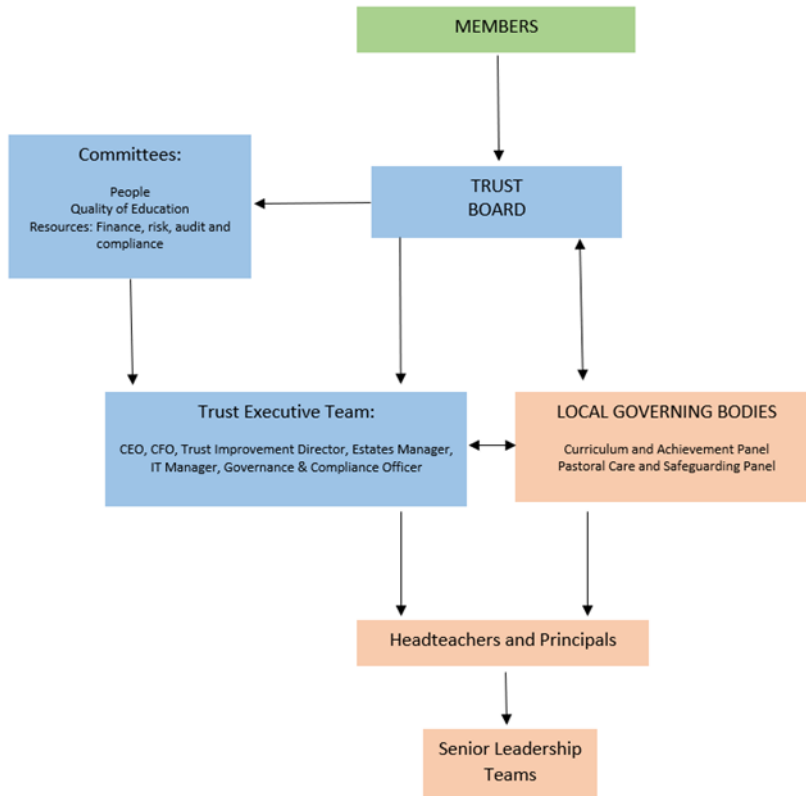 MEMBERS
Committees:
People
Quality of Education
Resources: Finance, risk, audit and
compliance
TRUST
BOARD
Trust Executive Team:
CEO, CFO, Trust Improvement Director, Estates Manager,
IT Manager, Governance & Compliance Officer
LOCAL GOVERNING BODIES
Curriculum and Achievement Panel
Pastoral Care and Safeguarding Panel
Headteachers and Principals
Senior Leadership
Teams